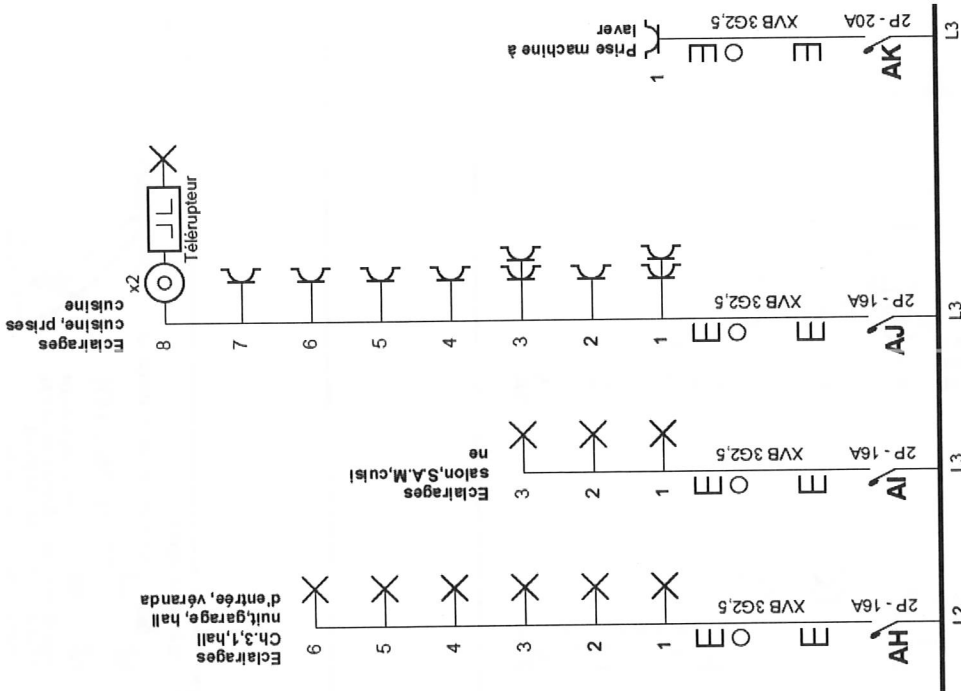 Eclairages
Ch.3,1,hall
nuit,garage, hall
d'entrée, véranda
6
5
4
3
2
1
XVB 3G2,5
2P - 16A
AH
L2
Eclairages
salon,S.A.M,cuisi
ne
3
2
1
XVB 3G2,5
2P - 16A
AI
L3
Eclairages
cuisine, prises
cuisine
x2
Télérupteur
8
7
6
5
4
3
2
1
XVB 3G2,5
2P - 16A
AJ
L3
Prise machine à
laver
1
XVB 3G2,5
2P - 20A
AK
L3